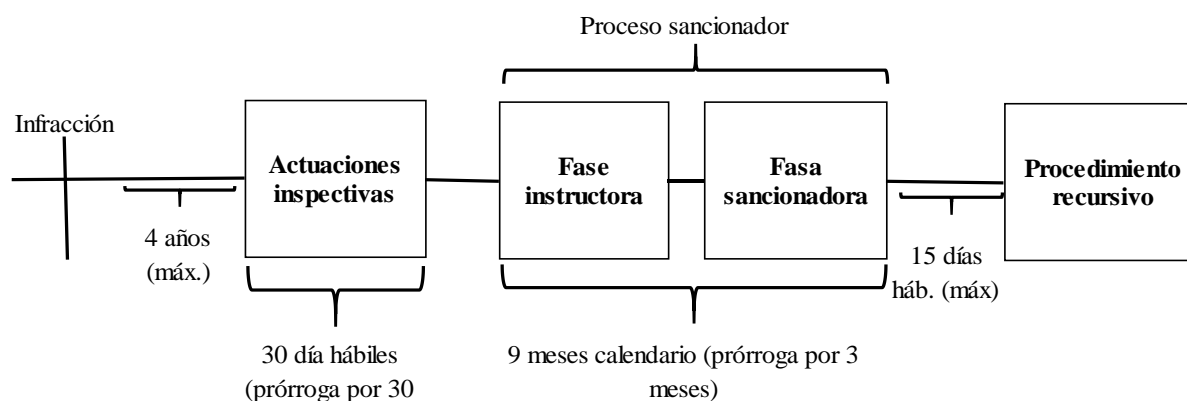 Proceso sancionador
Infracción
Actuaciones
inspectivas
Fase
instructora
Fasa
sancionadora
Procedimiento
recursivo
4 años
(máx.)
15 días
háb. (máx)
30 día hábiles
(prórroga por 30
9 meses calendario (prórroga por 3
meses)